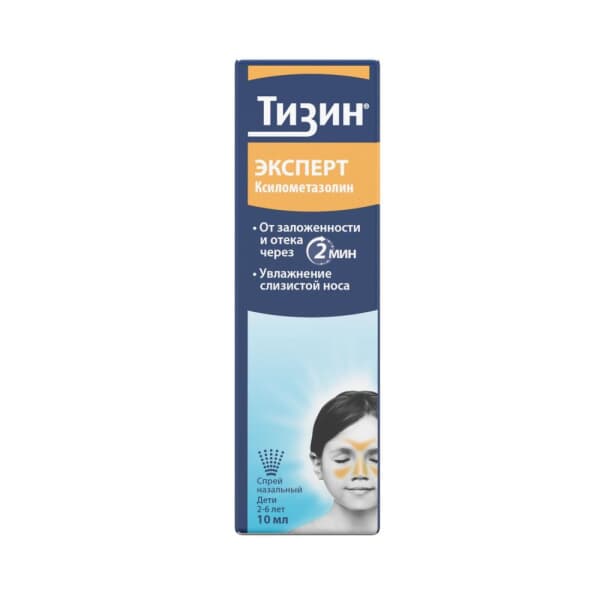 Тизин®
ЭКСПЕРТ
Ксилометазолин
• От заложенности
и отека
через 2 мин
• Увлажнение
слизистой носа
Спрей
назальный
Дети
2-6 лет
10 мл